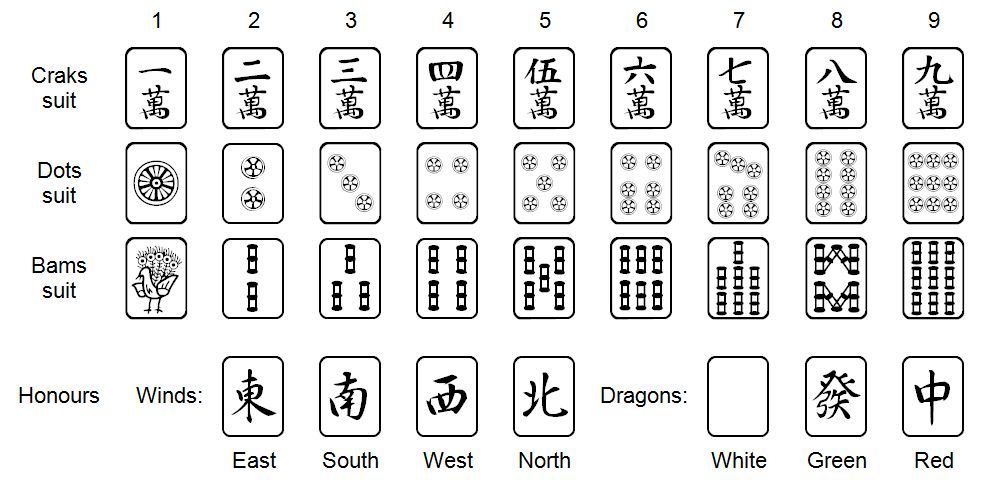 1 2 3 4 5 6 7 8 9
Craks
suit
一 二 三 四 伍 六 七 八 九
萬 萬 萬 萬 萬 萬 萬 萬 萬
Dots
suit
Bams
suit
Honours Winds: 東 南 西 北 Dragons: 發 中
East South West North White Green Red